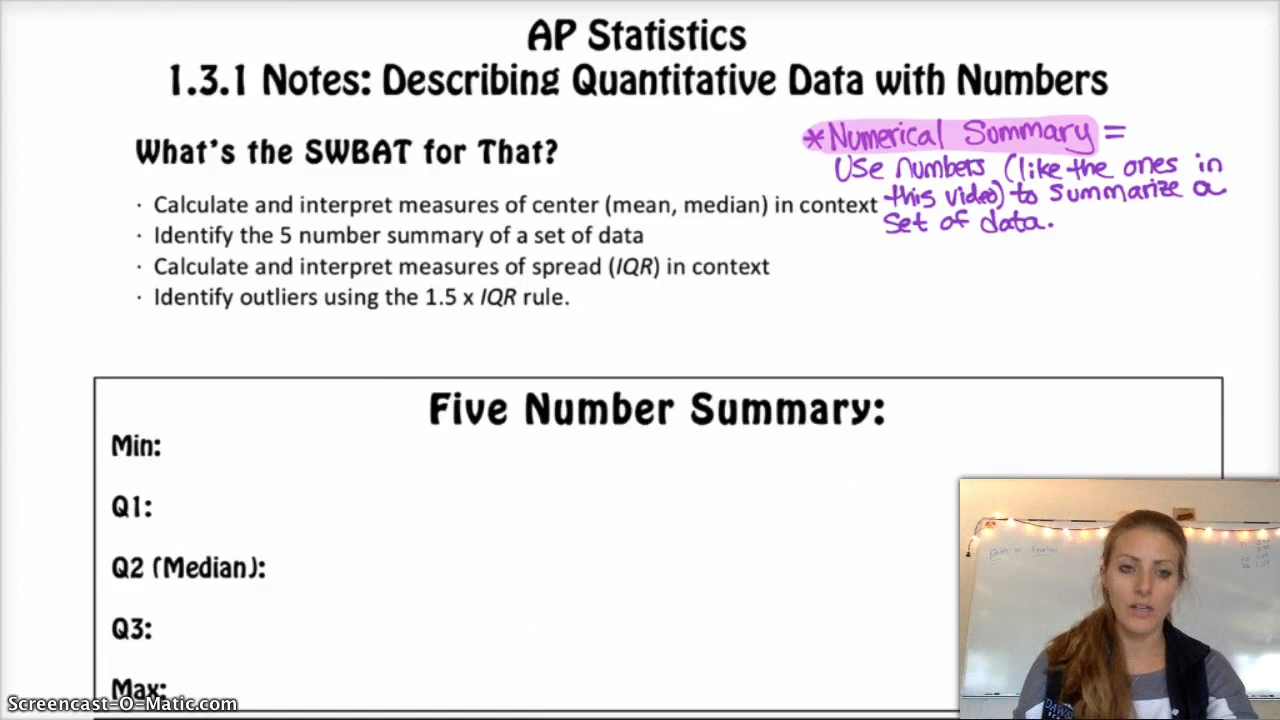 AP Statistics
1.3.1 Notes: Describing Quantitative Data with Numbers
What's the SWBAT for That?
*Numerical Summary =
Use numbers (like the ones in
this video) to summarize a
set of data.
· Calculate and interpret measures of center (mean, median) in context
· Identify the 5 number summary of a set of data
· Calculate and interpret measures of spread (IQR) in context
· Identify outliers using the 1.5 x IQR rule.
Five Number Summary:
Min:
Q1:
Q2 (Median):
Q3:
Max:
Screencast-O-Matic.com